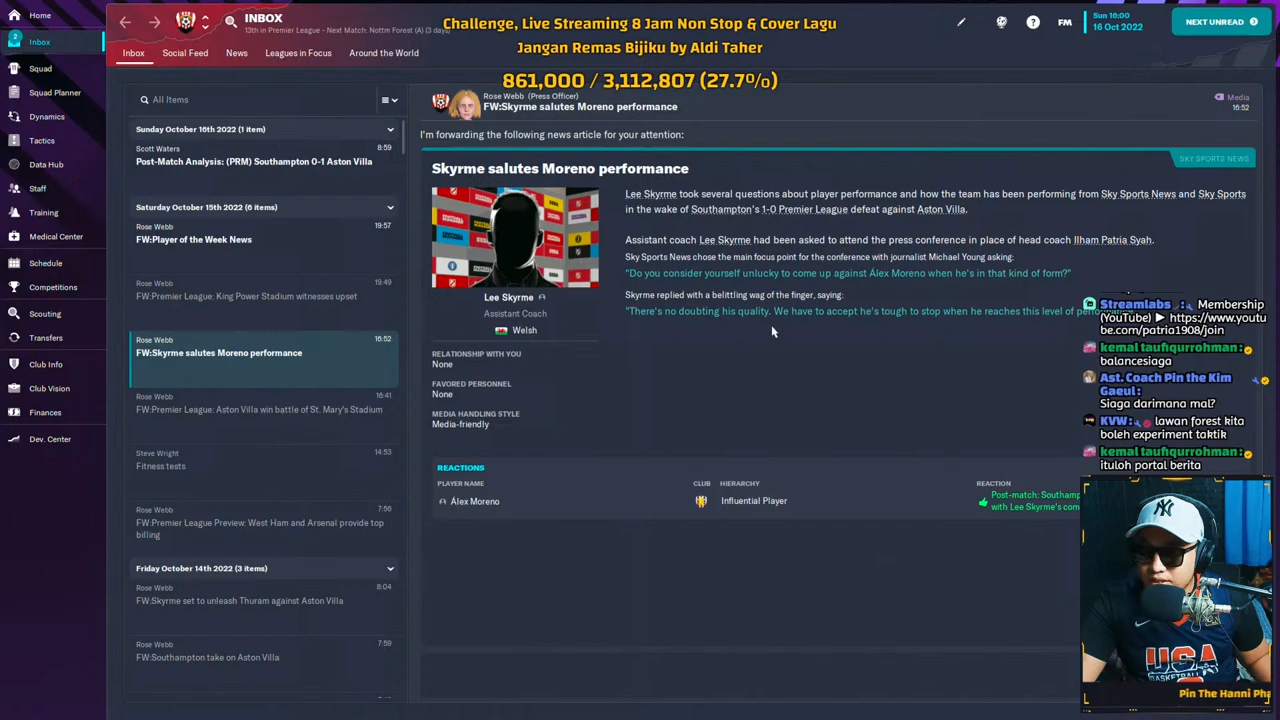 Challenge, Live Streaming 8 Jam Non Stop & Cover Lagu
Jangan Remas Bijiku by Aldi Taher
861,000 / 3,112,807 (27.7%)
INBOX
13th in Premier League - Next Match: Nottm Forest (A) (3 days)
FM
Sun 16:00
16 Oct 2022
NEXT UNREAD
Inbox
Social Feed
News
Leagues in Focus
Around the World
Home
2
Inbox
Squad
Squad Planner
Dynamics
Tactics
Data Hub
Staff
Training
Medical Center
Schedule
Competitions
Scouting
Transfers
Club Info
Club Vision
Finances
Dev. Center
All Items
Sunday October 16th 2022 (1 item)
Scott Waters
8:59
Post-Match Analysis: (PRM) Southampton 0-1 Aston Villa
Saturday October 15th 2022 (6 items)
Rose Webb
19:57
FW:Player of the Week News
Rose Webb
19:49
FW:Premier League: King Power Stadium witnesses upset
Rose Webb
16:52
FW:Skyrme salutes Moreno performance
Rose Webb
16:41
FW:Premier League: Aston Villa win battle of St. Mary's Stadium
Steve Wright
14:53
Fitness tests
Rose Webb
7:56
FW:Premier League Preview: West Ham and Arsenal provide top
billing
Friday October 14th 2022 (3 items)
Rose Webb
8:04
FW:Skyrme set to unleash Thuram against Aston Villa
Rose Webb
7:59
FW:Southampton take on Aston Villa
Rose Webb (Press Officer)
FW:Skyrme salutes Moreno performance
Media
16:52
I'm forwarding the following news article for your attention:
SKY SPORTS NEWS
Skyrme salutes Moreno performance
Lee Skyrme
Assistant Coach
Welsh
RELATIONSHIP WITH YOU
None
FAVORED PERSONNEL
None
MEDIA HANDLING STYLE
Media-friendly
Lee Skyrme took several questions about player performance and how the team has been performing from Sky Sports News and Sky Sports
in the wake of Southampton's 1-0 Premier League defeat against Aston Villa.
Assistant coach Lee Skyrme had been asked to attend the press conference in place of head coach Ilham Patria Syah.
Sky Sports News chose the main focus point for the conference with journalist Michael Young asking:
"Do you consider yourself unlucky to come up against Álex Moreno when he's in that kind of form?"
Skyrme replied with a belittling wag of the finger, saying:
"There's no doubting his quality. We have to accept he's tough to stop when he reaches this level of
REACTIONS
PLAYER NAME
CLUB
HIERARCHY
REACTION
Álex Moreno
Influential Player
Post-match: Southamp
with Lee Skyrme's com
Streamlabs : Membership
(YouTube) ▶ https://www.youtu
be.com/patria1908/join
kemal taufiqurrohman :
balancesiaga
Ast. Coach Pin the Kim
Gaeul :
Siaga darimana mal?
KVW: lawan forest kita
boleh experiment taktik
kemal taufiqurrohman :
ituloh portal berita
NY
USA
BASKETBALL
Pin The Hanni Pha